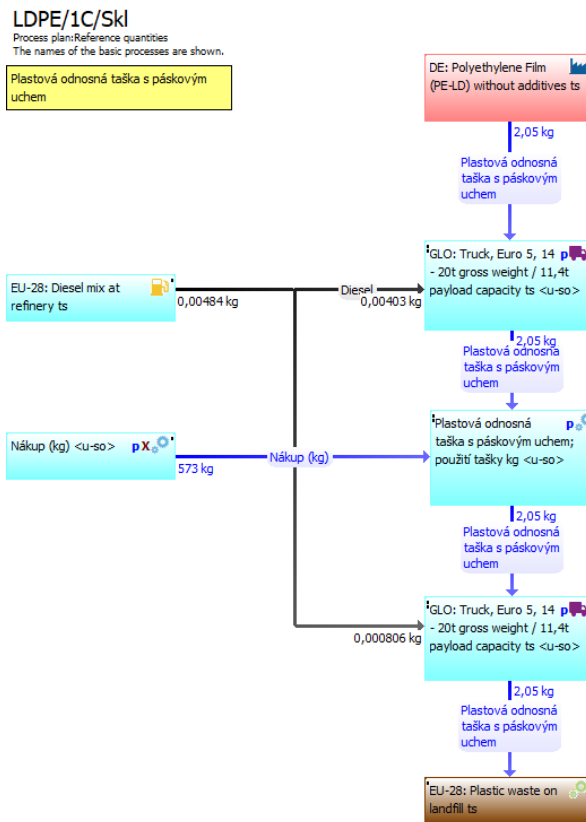 LDPE/1C/Skl
Process plan:Reference quantities
The names of the basic processes are shown.
Plastová odnosná taška s páskovým
uchem
DE: Polyethylene Film
(PE-LD) without additives ts
2,05 kg
Plastová odnosná
taška s páskovým
uchem
GLO: Truck, Euro 5, 14 p
- 20t gross weight / 11,4t
payload capacity ts <u-so>
EU-28: Diesel mix at
refinery ts
0,00484 kg
Diesel
0,00403 kg
2,05 kg
Plastová odnosná
taška s páskovým
uchem
Nákup (kg) <u-so> p X
573 kg
Nákup (kg)
Plastová odnosná p
taška s páskovým uchem;
použití tašky kg <u-so>
2,05 kg
Plastová odnosná
taška s páskovým
uchem
GLO: Truck, Euro 5, 14 p
- 20t gross weight / 11,4t
payload capacity ts <u-so>
0,000806 kg
2,05 kg
Plastová odnosná
taška s páskovým
uchem
EU-28: Plastic waste on
landfill ts